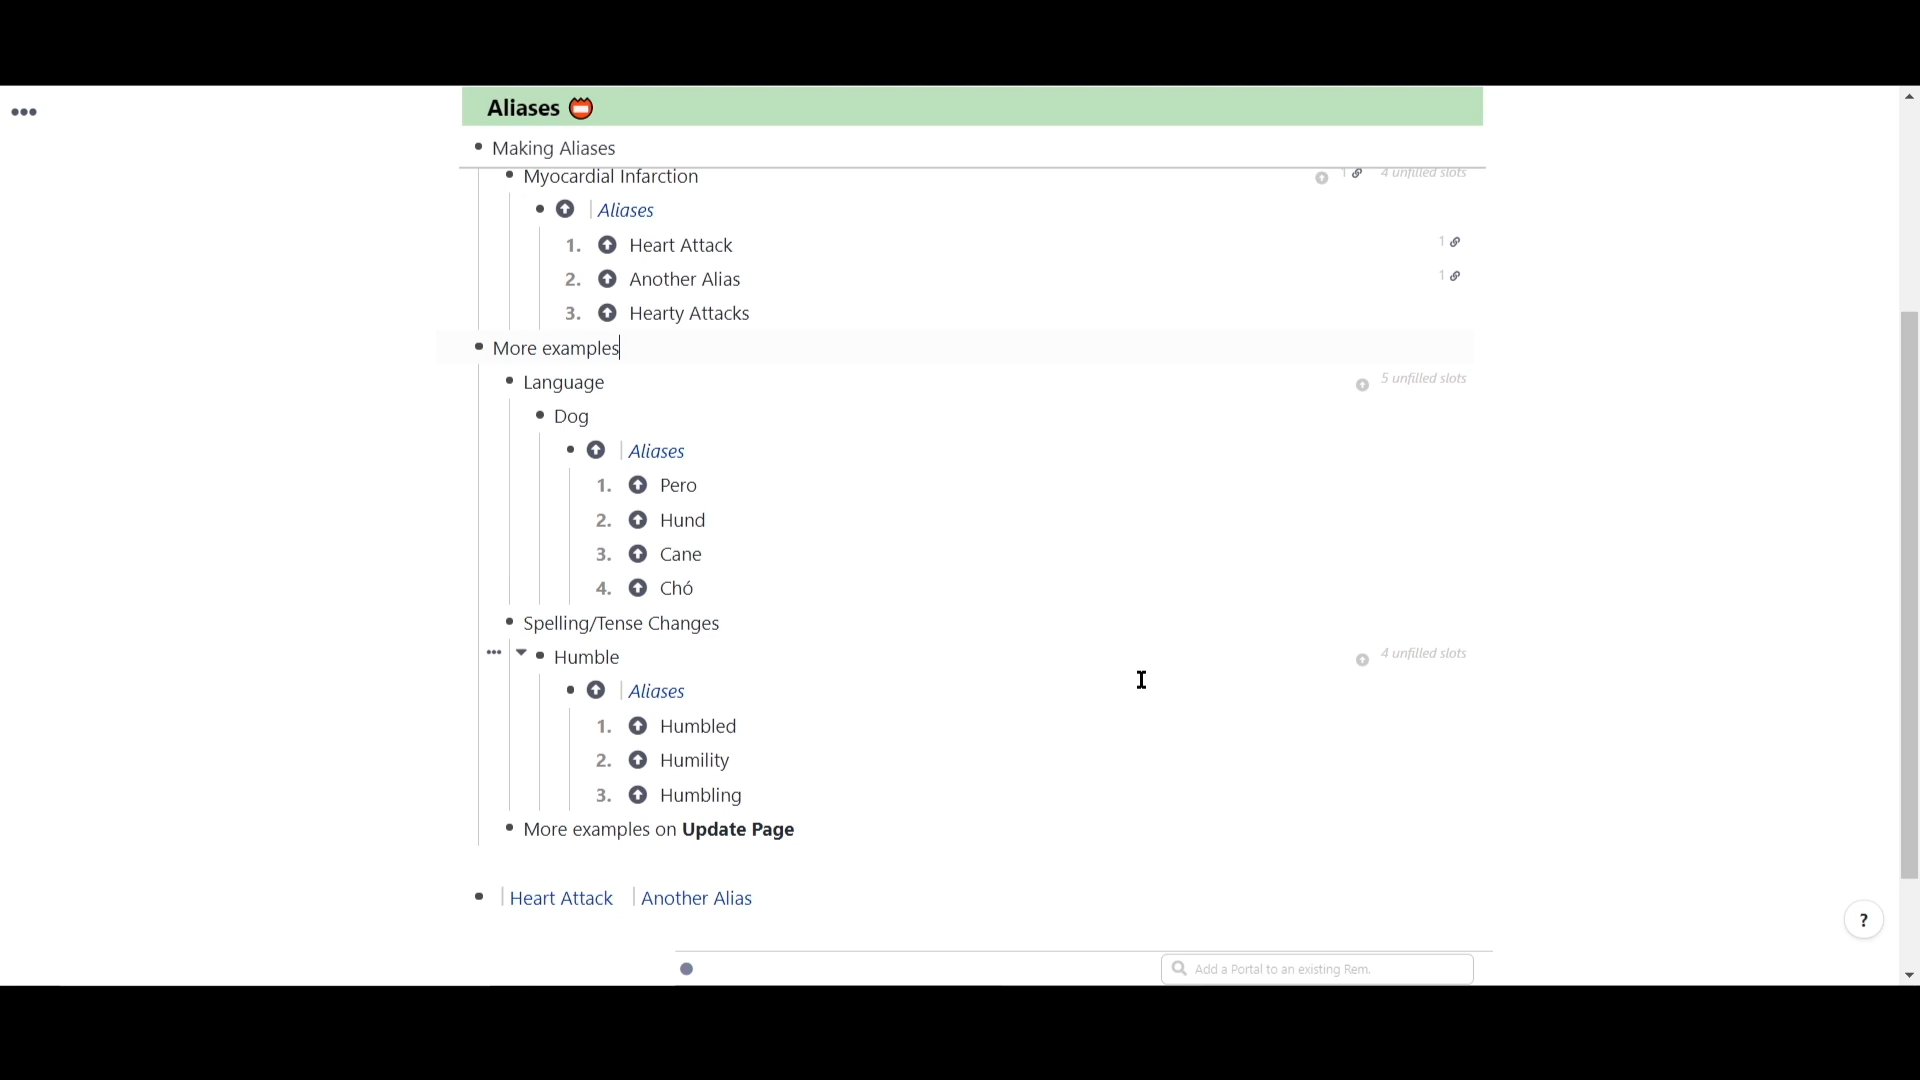 Aliases 📛
Making Aliases
Myocardial Infarction 1 4 unfilled slots
Aliases
1. Heart Attack 1
2. Another Alias 1
3. Hearty Attacks
More examples
Language 5 unfilled slots
Dog
Aliases
1. Pero
2. Hund
3. Cane
4. Chó
Spelling/Tense Changes
Humble 4 unfilled slots
Aliases
1. Humbled
2. Humility
3. Humbling
More examples on Update Page
Heart Attack Another Alias
?
Add a Portal to an existing Rem.